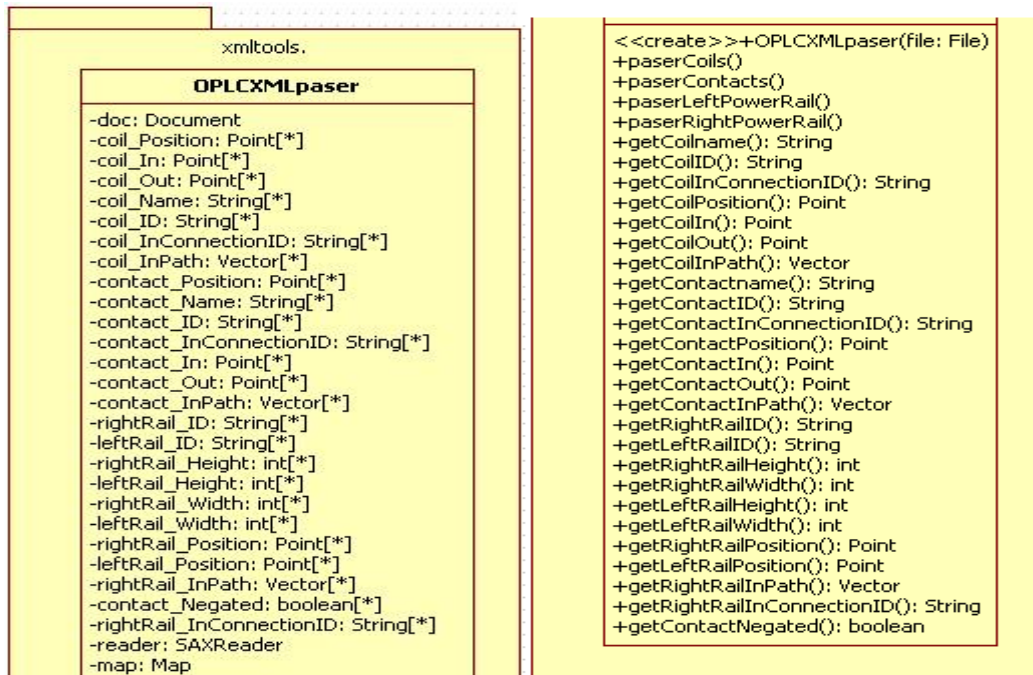 xmltools.
OPLCXMLpaser
-doc: Document
-coil_Position: Point[*]
-coil_In: Point[*]
-coil_Out: Point[*]
-coil_Name: String[*]
-coil_ID: String[*]
-coil_InConnectionID: String[*]
-coil_InPath: Vector[*]
-contact_Position: Point[*]
-contact_Name: String[*]
-contact_ID: String[*]
-contact_InConnectionID: String[*]
-contact_In: Point[*]
-contact_Out: Point[*]
-contact_InPath: Vector[*]
-rightRail_ID: String[*]
-leftRail_ID: String[*]
-rightRail_Height: int[*]
-leftRail_Height: int[*]
-rightRail_Width: int[*]
-leftRail_Width: int[*]
-rightRail_Position: Point[*]
-leftRail_Position: Point[*]
-rightRail_InPath: Vector[*]
-contact_Negated: boolean[*]
-rightRail_InConnectionID: String[*]
-reader: SAXReader
-map: Map
<<create>>+OPLCXMLpaser(file: File)
+paserCoils()
+paserContacts()
+paserLeftPowerRail()
+paserRightPowerRail()
+getCoilname(): String
+getCoilID(): String
+getCoilInConnectionID(): String
+getCoilPosition(): Point
+getCoilIn(): Point
+getCoilOut(): Point
+getCoilInPath(): Vector
+getContactname(): String
+getContactID(): String
+getContactInConnectionID(): String
+getContactPosition(): Point
+getContactIn(): Point
+getContactOut(): Point
+getContactInPath(): Vector
+getRightRailID(): String
+getLeftRailID(): String
+getRightRailHeight(): int
+getRightRailWidth(): int
+getLeftRailHeight(): int
+getLeftRailWidth(): int
+getRightRailPosition(): Point
+getLeftRailPosition(): Point
+getRightRailInPath(): Vector
+getRightRailInConnectionID(): String
+getContactNegated(): boolean